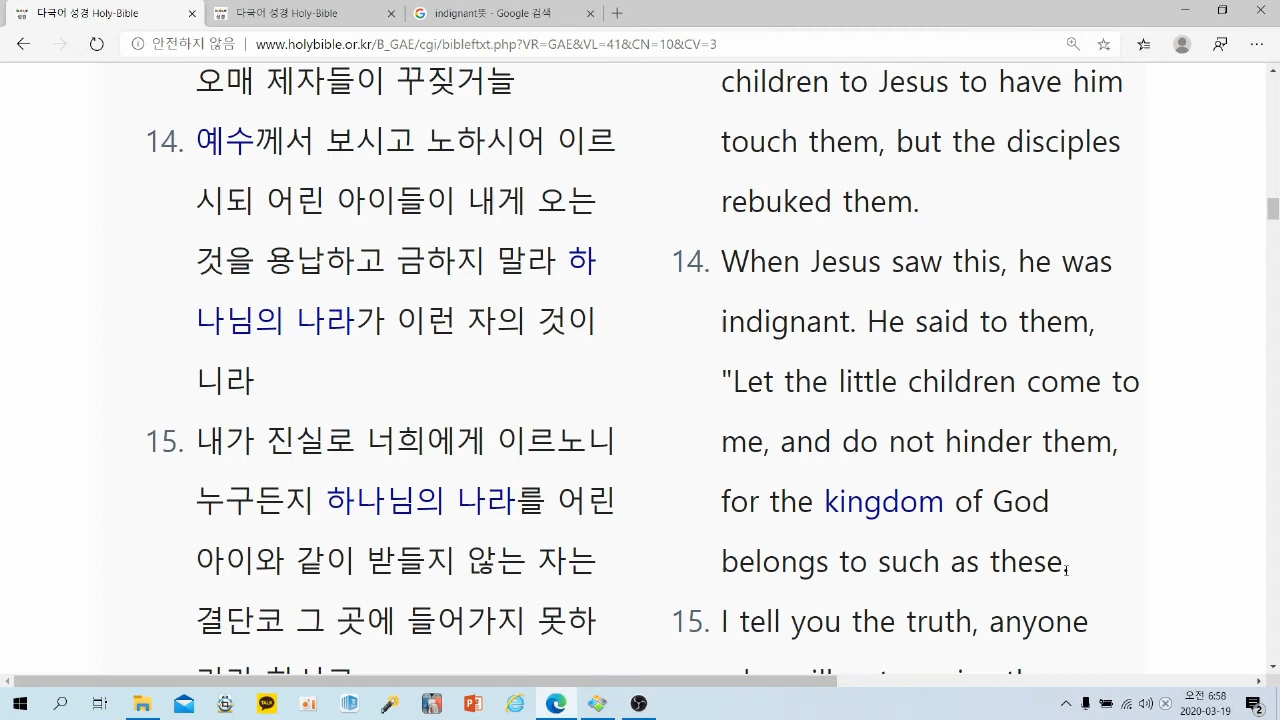 다국어 성경 Holy-Bible
다국어 성경 Holy-Bible
indignant뜻 - Google 검색
안전하지 않음
www.holybible.or.kr/B_GAE/cgi/bibleftxt.php?VR=GAE&VL=41&CN=10&CV=3
오매 제자들이 꾸짖거늘
14. 예수께서 보시고 노하시어 이르
시되 어린 아이들이 내게 오는
것을 용납하고 금하지 말라 하
나님의 나라가 이런 자의 것이
니라
15. 내가 진실로 너희에게 이르노니
누구든지 하나님의 나라를 어린
아이와 같이 받들지 않는 자는
결단코 그 곳에 들어가지 못하
children to Jesus to have him
touch them, but the disciples
rebuked them.
14. When Jesus saw this, he was
indignant. He said to them,
"Let the little children come to
me, and do not hinder them,
for the kingdom of God
belongs to such as these.
15. I tell you the truth, anyone
오전 6:58
2020-03-19